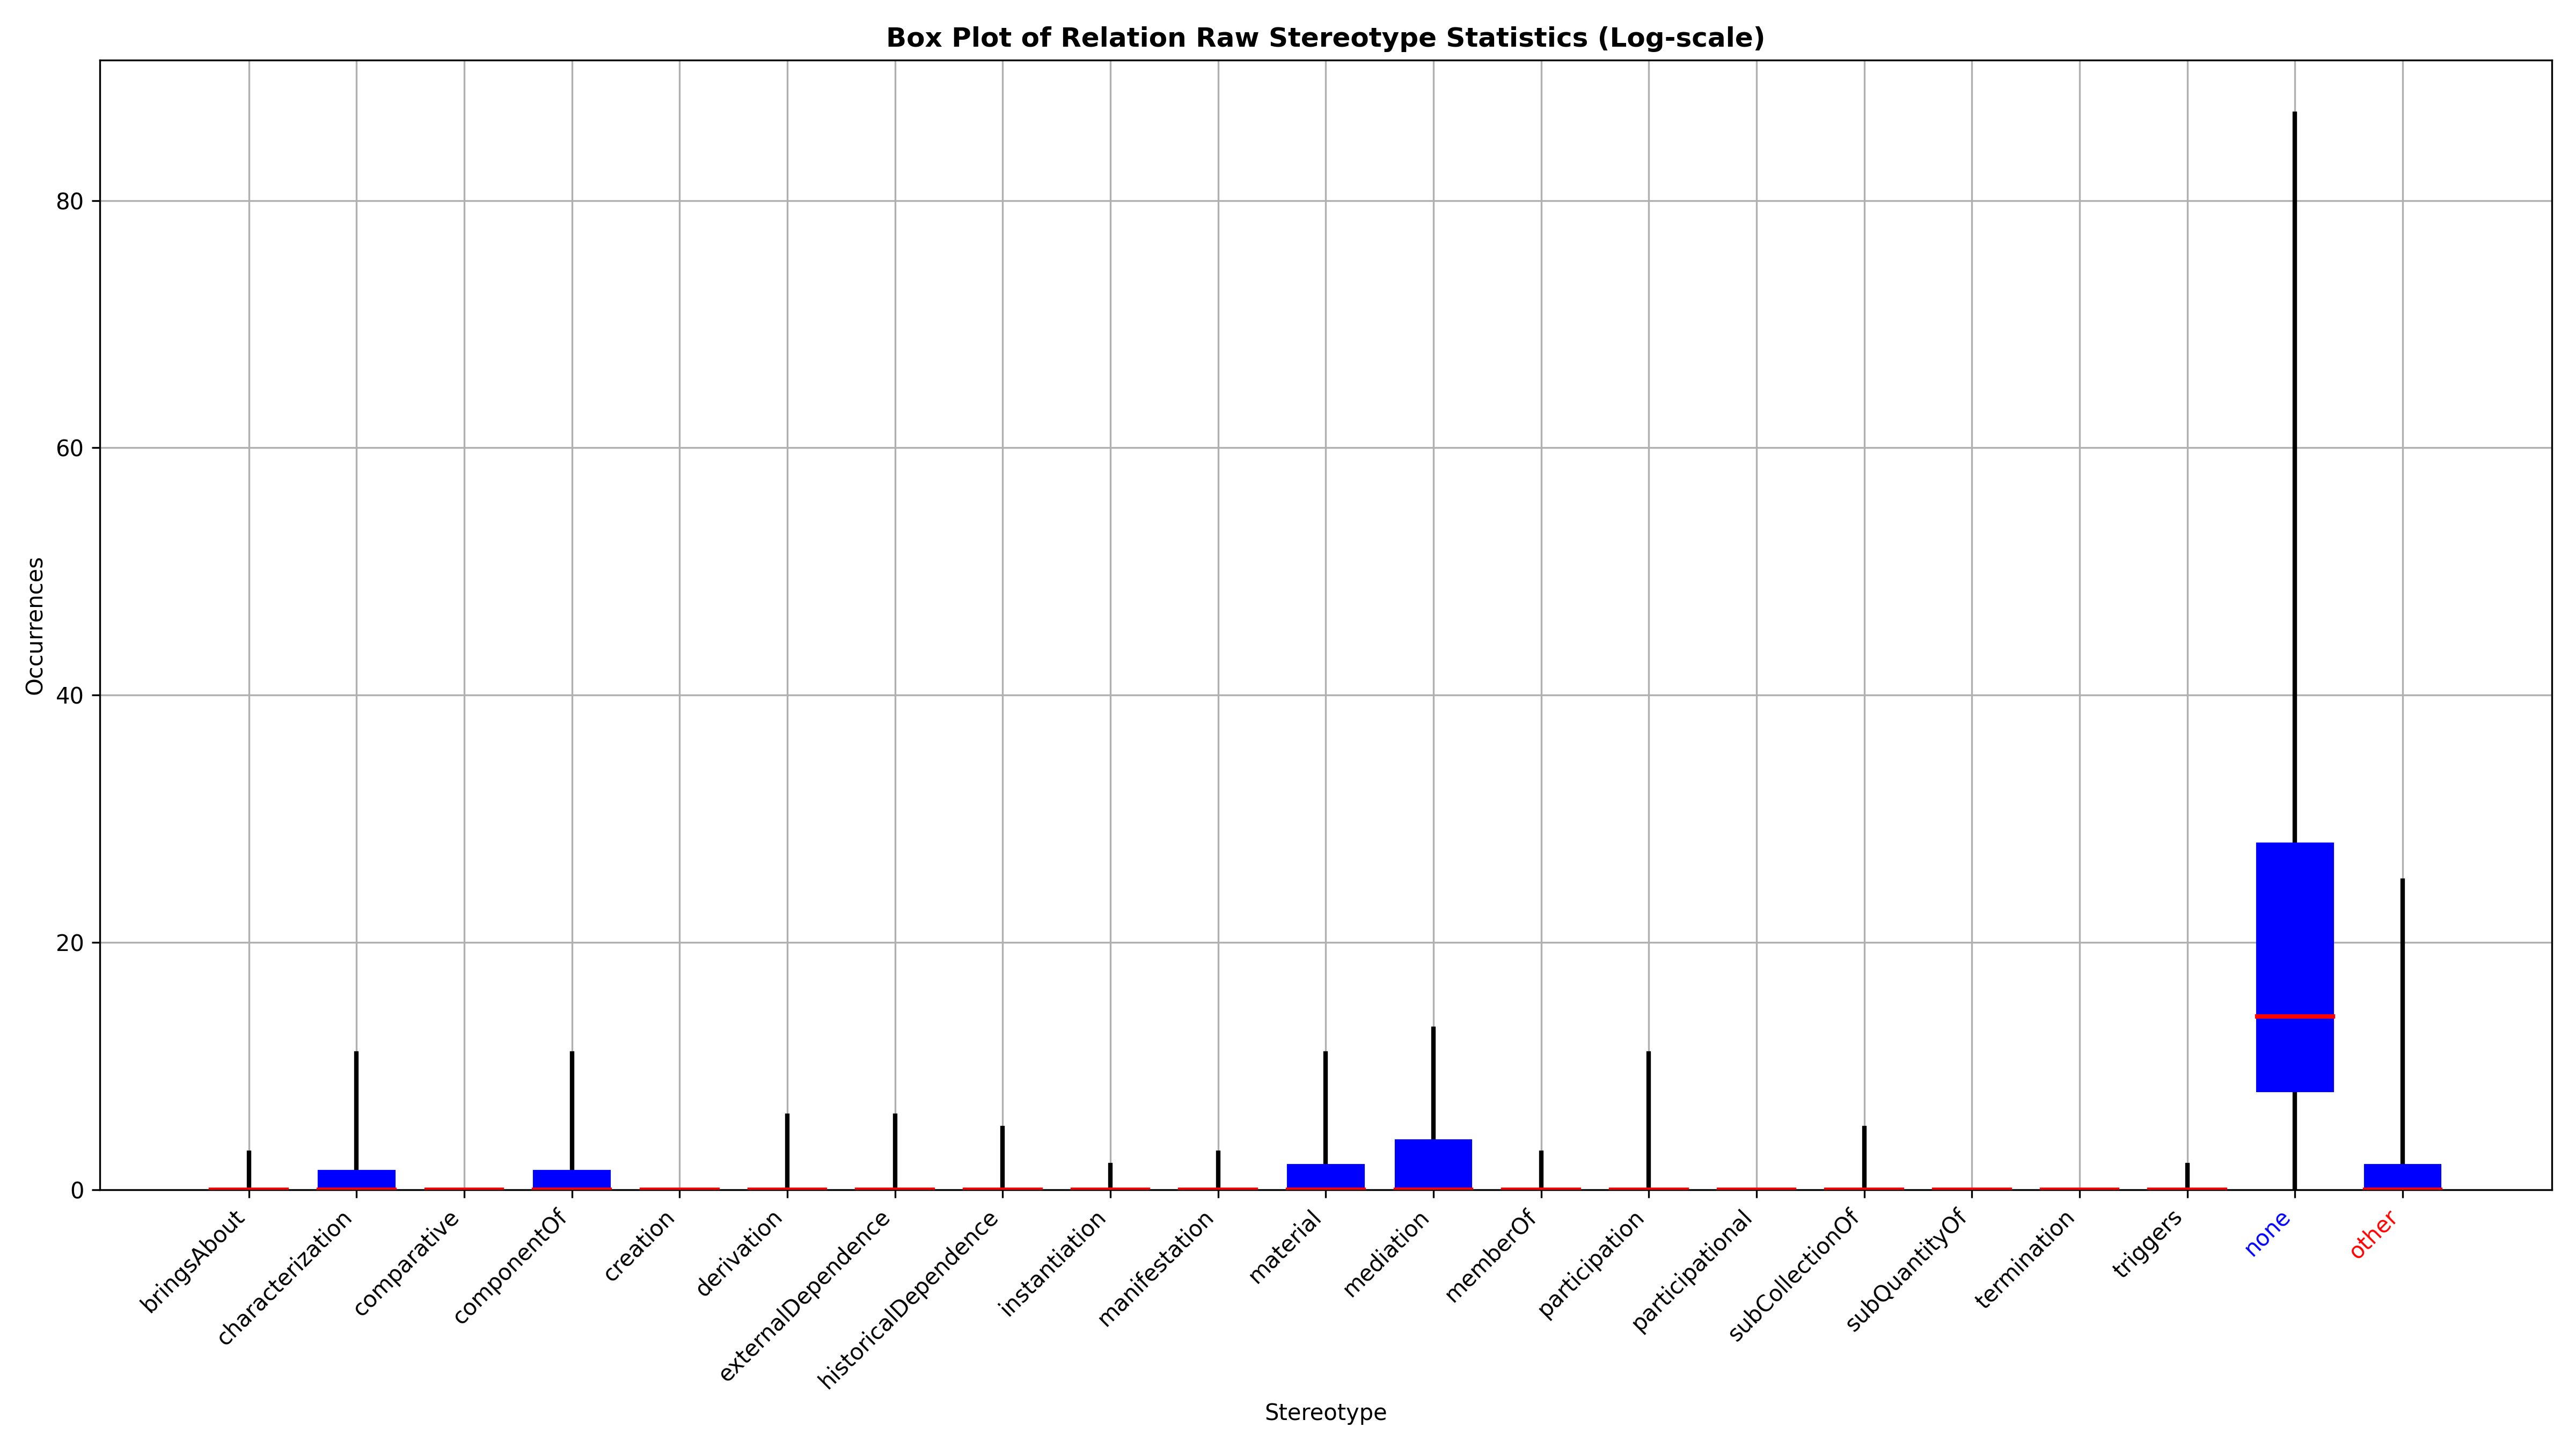 Box Plot of Relation Raw Stereotype Statistics (Log-scale)
Occurrences
80
60
40
20
0
bringsAbout
characterization
comparative
componentOf
creation
derivation
externalDependence
historicalDependence
instantiation
manifestation
material
mediation
memberOf
participation
participational
subCollectionOf
subQuantityOf
termination
triggers
none
other
Stereotype